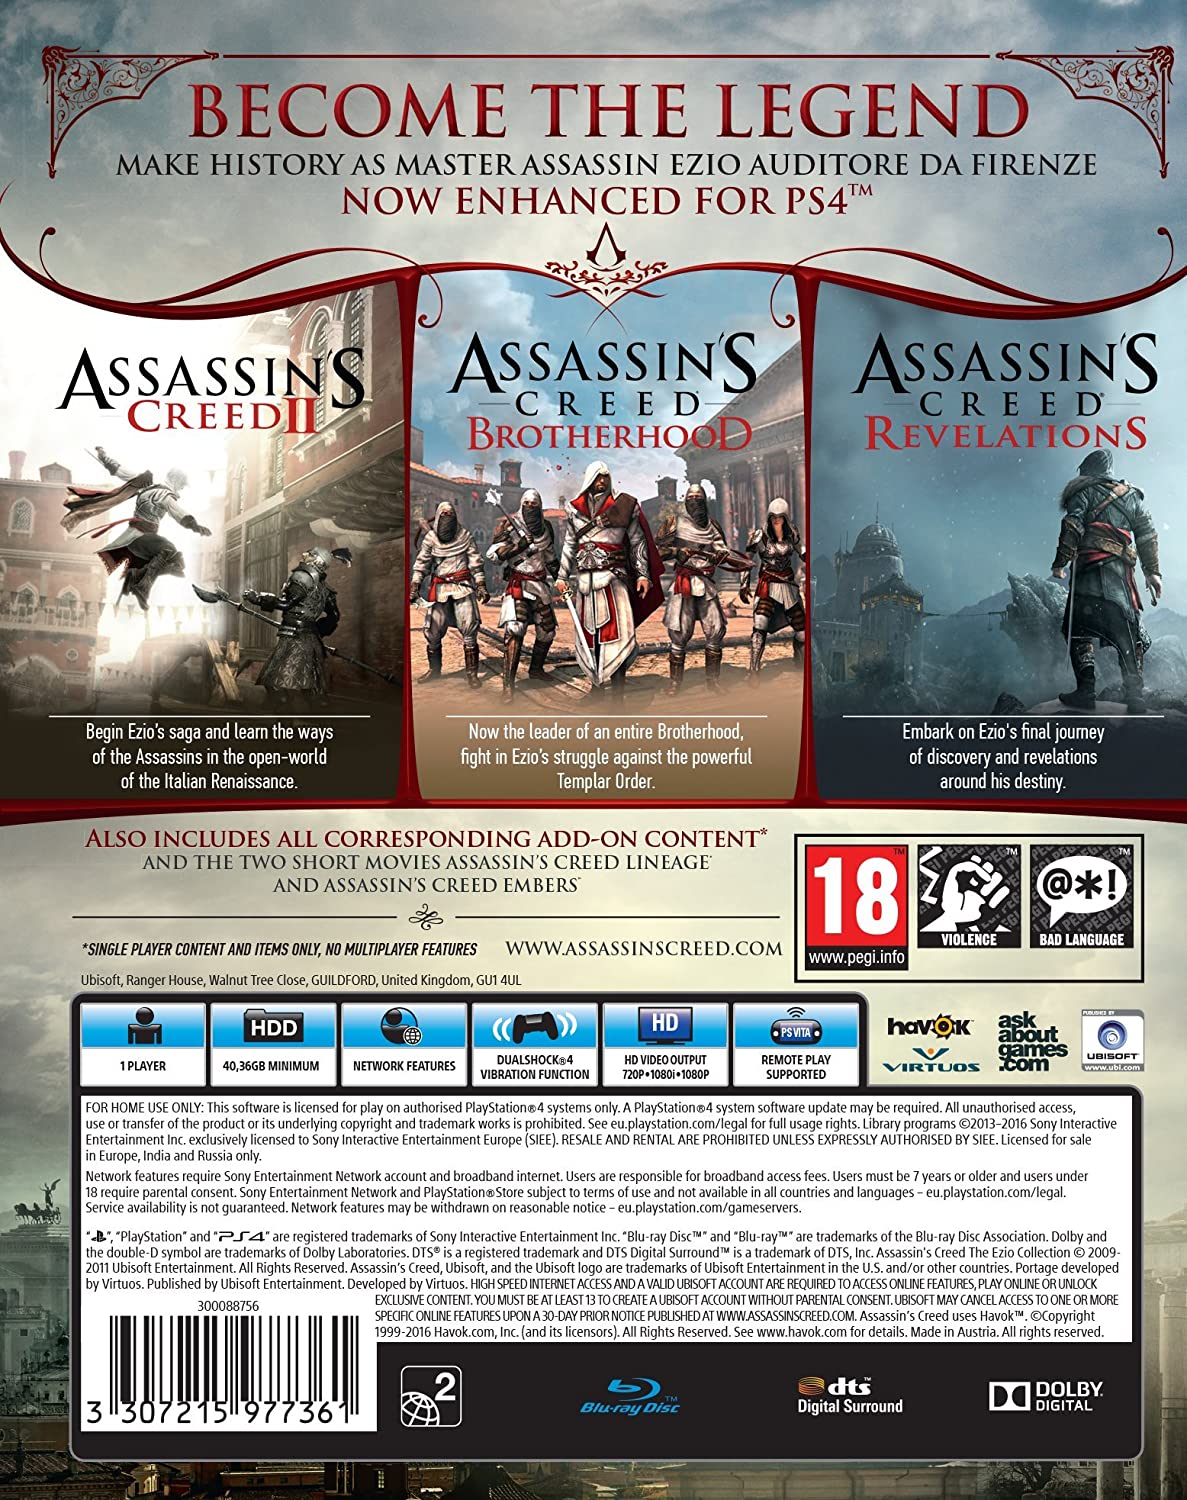 BECOME THE LEGEND
MAKE HISTORY AS MASTER ASSASSIN EZIO AUDITORE DA FIRENZE
NOW ENHANCED FOR PS4™
ASSASSIN'S
CREED II
Begin Ezio's saga and learn the ways
of the Assassins in the open-world
of the Italian Renaissance.
ASSASSIN'S
CREED®
BROTHERHOOD
Now the leader of an entire Brotherhood,
fight in Ezio's struggle against the powerful
Templar Order.
ASSASSIN'S
CREED®
REVELATIONS
Embark on Ezio's final journey
of discovery and revelations
around his destiny.
ALSO INCLUDES ALL CORRESPONDING ADD-ON CONTENT*
AND THE TWO SHORT MOVIES ASSASSIN'S CREED LINEAGE
AND ASSASSIN'S CREED EMBERS
*SINGLE PLAYER CONTENT AND ITEMS ONLY, NO MULTIPLAYER FEATURES
WWW.ASSASSINSCREED.COM
Ubisoft, Ranger House, Walnut Tree Close, GUILDFORD, United Kingdom, GU1 4UL
18™
www.pegi.info
™
VIOLENCE
@*!™
BAD LANGUAGE
1 PLAYER
HDD
40,36GB MINIMUM
NETWORK FEATURES
DUALSHOCK®4
VIBRATION FUNCTION
HD
HD VIDEO OUTPUT
720P•1080i•1080P
PS VITA
REMOTE PLAY
SUPPORTED
havok™
VIRTUOS
ask
about
games
.com
PUBLISHED BY
UBISOFT
www.ubi.com
FOR HOME USE ONLY: This software is licensed for play on authorised PlayStation®4 systems only. A PlayStation®4 system software update may be required. All unauthorised access,
use or transfer of the product or its underlying copyright and trademark works is prohibited. See eu.playstation.com/legal for full usage rights. Library programs ©2013–2016 Sony Interactive
Entertainment Inc. exclusively licensed to Sony Interactive Entertainment Europe (SIEE). RESALE AND RENTAL ARE PROHIBITED UNLESS EXPRESSLY AUTHORISED BY SIEE. Licensed for sale
in Europe, India and Russia only.
Network features require Sony Entertainment Network account and broadband internet. Users are responsible for broadband access fees. Users must be 7 years or older and users under
18 require parental consent. Sony Entertainment Network and PlayStation®Store subject to terms of use and not available in all countries and languages – eu.playstation.com/legal.
Service availability is not guaranteed. Network features may be withdrawn on reasonable notice – eu.playstation.com/gameservers.
“PS”, “PlayStation” and “PS4” are registered trademarks of Sony Interactive Entertainment Inc. “Blu-ray Disc™” and “Blu-ray™” are trademarks of the Blu-ray Disc Association. Dolby and
the double-D symbol are trademarks of Dolby Laboratories. DTS® is a registered trademark and DTS Digital Surround™ is a trademark of DTS, Inc. Assassin's Creed The Ezio Collection © 2009-
2011 Ubisoft Entertainment. All Rights Reserved. Assassin's Creed, Ubisoft, and the Ubisoft logo are trademarks of Ubisoft Entertainment in the U.S. and/or other countries. Portage developed
by Virtuos. Published by Ubisoft Entertainment. Developed by Virtuos. HIGH SPEED INTERNET ACCESS AND A VALID UBISOFT ACCOUNT ARE REQUIRED TO ACCESS ONLINE FEATURES, PLAY ONLINE OR UNLOCK
EXCLUSIVE CONTENT. YOU MUST BE AT LEAST 13 TO CREATE A UBISOFT ACCOUNT WITHOUT PARENTAL CONSENT. UBISOFT MAY CANCEL ACCESS TO ONE OR MORE
SPECIFIC ONLINE FEATURES UPON A 30-DAY PRIOR NOTICE PUBLISHED AT WWW.ASSASSINSCREED.COM. Assassin's Creed uses Havok™. ©Copyright
1999-2016 Havok.com, Inc. (and its licensors). All Rights Reserved. See www.havok.com for details. Made in Austria. All rights reserved.
300088756
3 307215 977361
2
Blu-ray Disc™
dts™
Digital Surround
DOLBY
DIGITAL